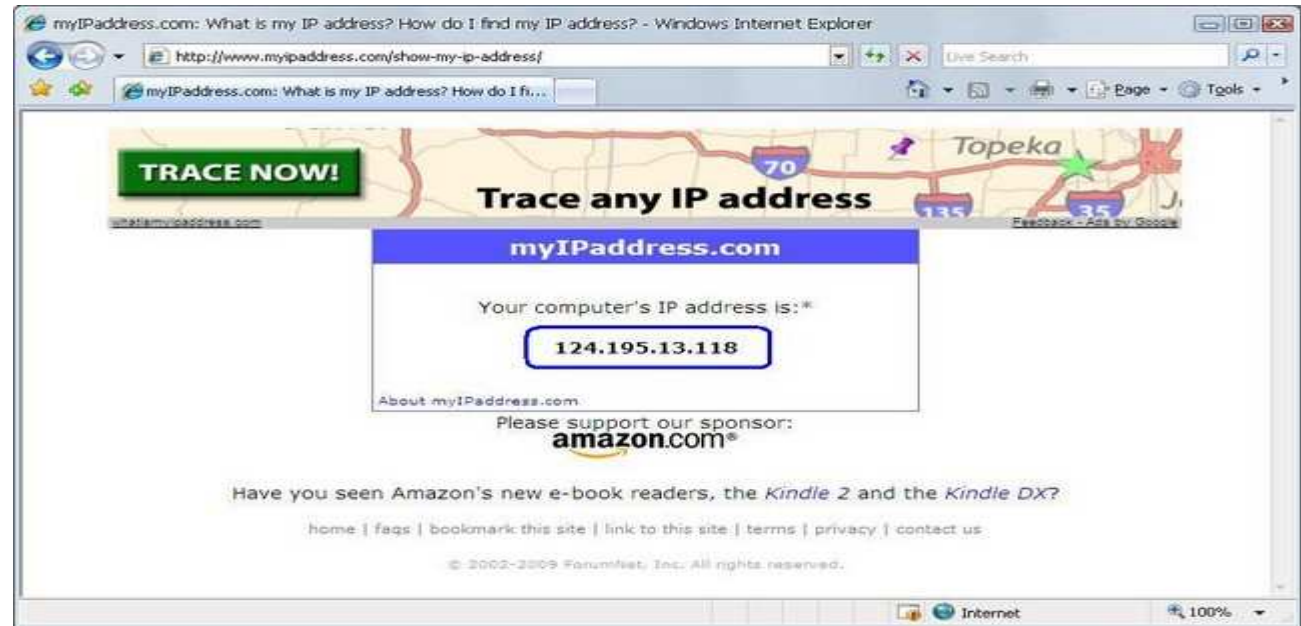 myIPaddress.com: What is my IP address? How do I find my IP address? - Windows Internet Explorer
http://www.myipaddress.com/show-my-ip-address/
Live Search
myIPaddress.com: What is my IP address? How do I fi...
Page
Tools
TRACE NOW!
Trace any IP address
70
Topeka
135
35
J
whatismyipaddress.com
Feedback - Ads by Google
myIPaddress.com
Your computer's IP address is:*
124.195.13.118
About myIPaddress.com
Please support our sponsor:
amazon.com®
Have you seen Amazon's new e-book readers, the Kindle 2 and the Kindle DX?
home | faqs | bookmark this site | link to this site | terms | privacy | contact us
© 2002-2009 ForumNet, Inc. All rights reserved.
Internet
100%